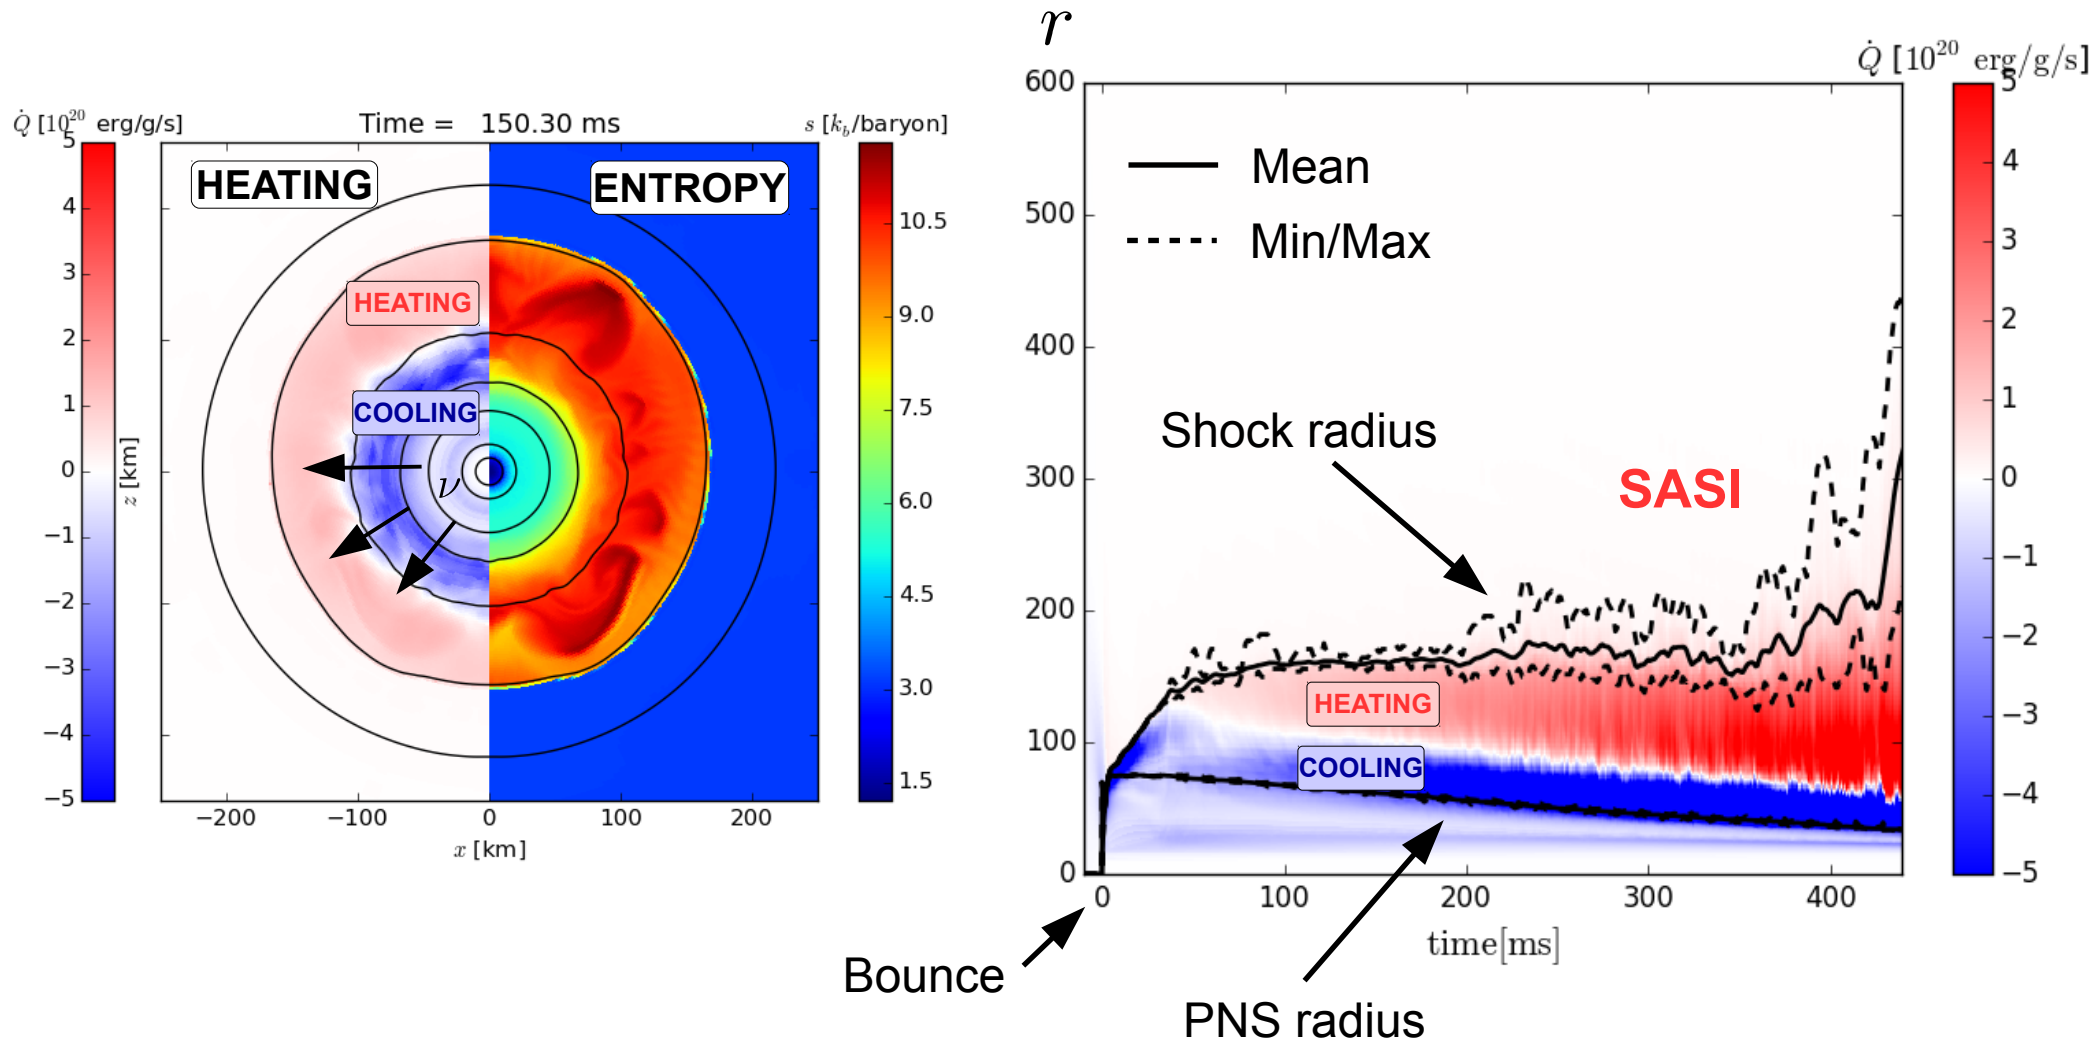 r
Q̇ [10²⁰ erg/g/s]
Time = 150.30 ms
s [k_b/baryon]
HEATING
ENTROPY
HEATING
COOLING
ν
5
4
3
2
1
0
−1
−2
−3
−4
−5
z [km]
−200 −100 0 100 200
x [km]
10.5
9.0
7.5
6.0
4.5
3.0
1.5
Q̇ [10²⁰ erg/g/s]
600
500
400
300
200
100
0
Mean
Min/Max
Shock radius
SASI
HEATING
COOLING
0 100 200 300 400
time[ms]
Bounce
PNS radius
5
4
3
2
1
0
−1
−2
−3
−4
−5